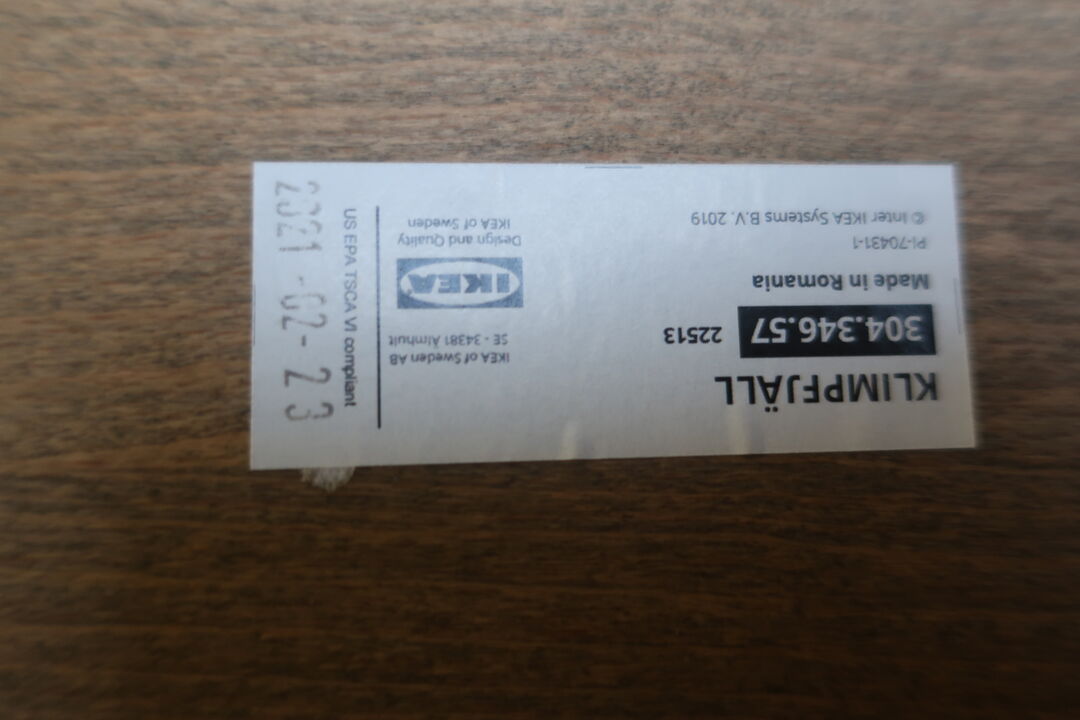 KLIMPFJÄLL
304.346.57 22513
Made in Romania
PI-70431-1
© Inter IKEA Systems B.V. 2019
IKEA of Sweden AB
SE - 34381 Älmhult
IKEA
Design and Quality
IKEA of Sweden
US EPA TSCA VI compliant
2021-02-23